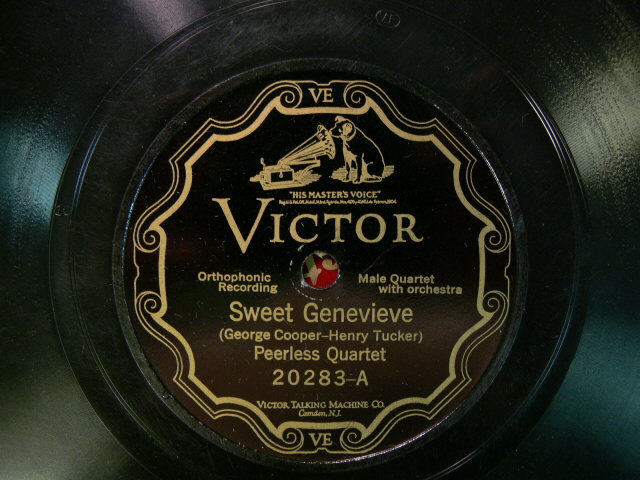 VE
VE
"HIS MASTER'S VOICE"
VICTOR
Orthophonic
Recording
Male Quartet
with orchestra
Sweet Genevieve
(George Cooper-Henry Tucker)
Peerless Quartet
20283-A
VICTOR TALKING MACHINE CO.
Camden, N.J.
VE